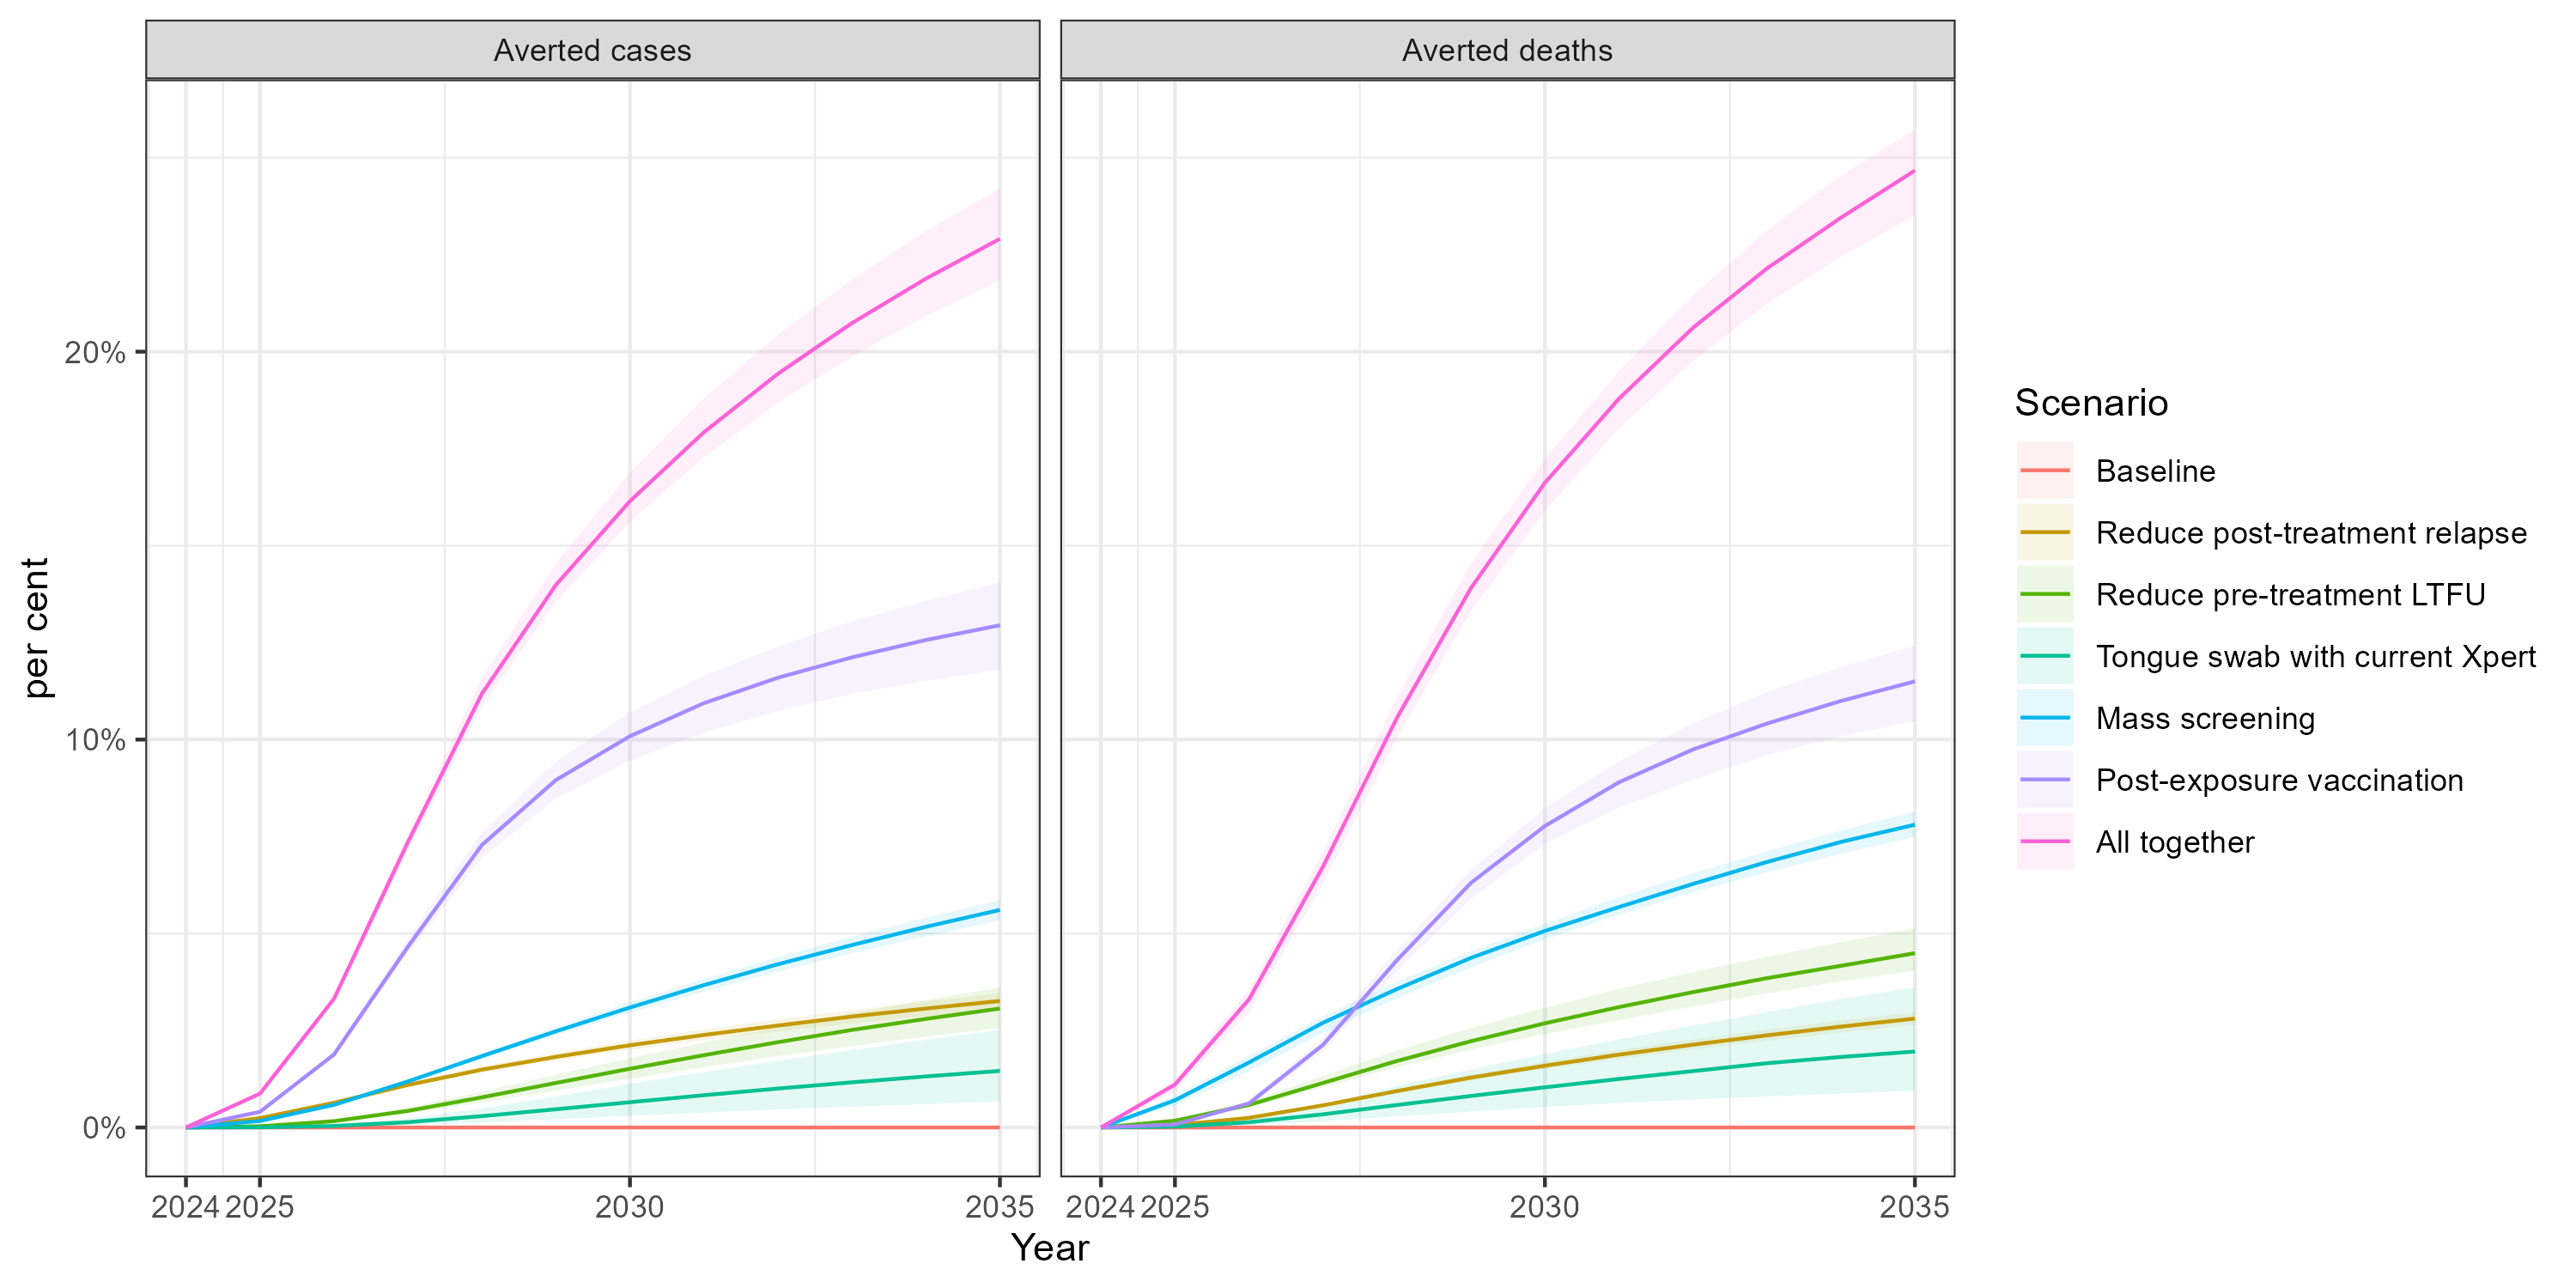 Averted cases
Averted deaths
per cent
20%
10%
0%
2024 2025 2030 2035
2024 2025 2030 2035
Year
Scenario
Baseline
Reduce post-treatment relapse
Reduce pre-treatment LTFU
Tongue swab with current Xpert
Mass screening
Post-exposure vaccination
All together